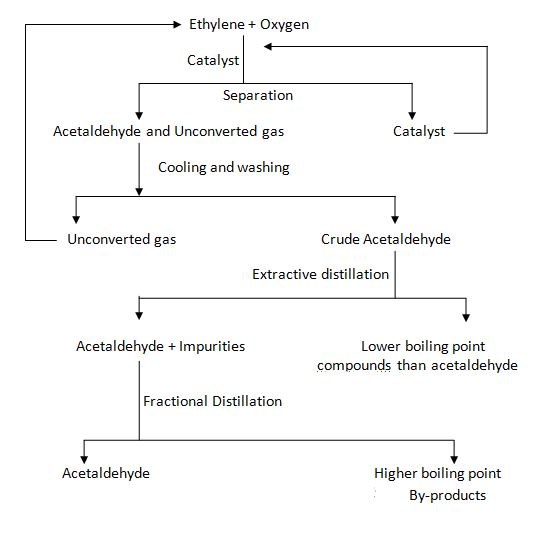 Ethylene + Oxygen
Catalyst
Separation
Acetaldehyde and Unconverted gas
Catalyst
Cooling and washing
Unconverted gas
Crude Acetaldehyde
Extractive distillation
Acetaldehyde + Impurities
Lower boiling point
compounds than acetaldehyde
Fractional Distillation
Acetaldehyde
Higher boiling point
By-products